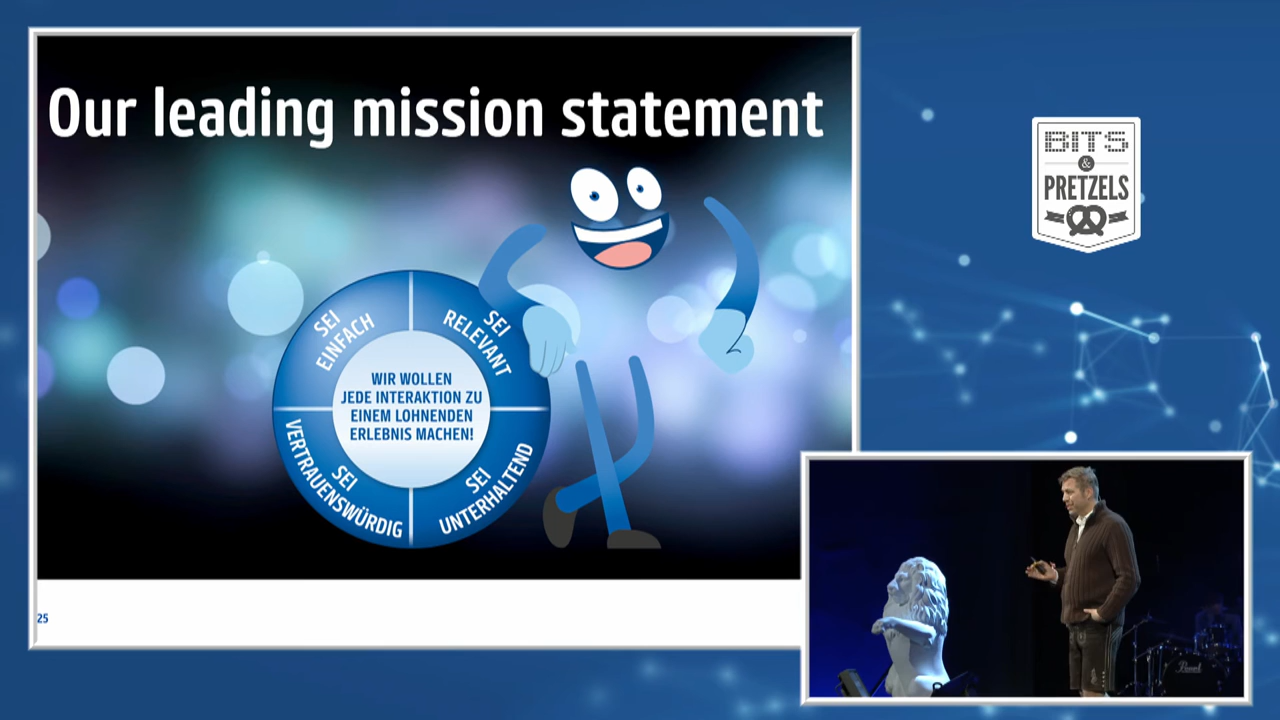 Our leading mission statement
BITS
&
PRETZELS
SEI
EINFACH
SEI
RELEVANT
WIR WOLLEN
JEDE INTERAKTION ZU
EINEM LOHNENDEN
ERLEBNIS MACHEN!
SEI
VERTRAUENSWÜRDIG
SEI
UNTERHALTEND
25
Pearl